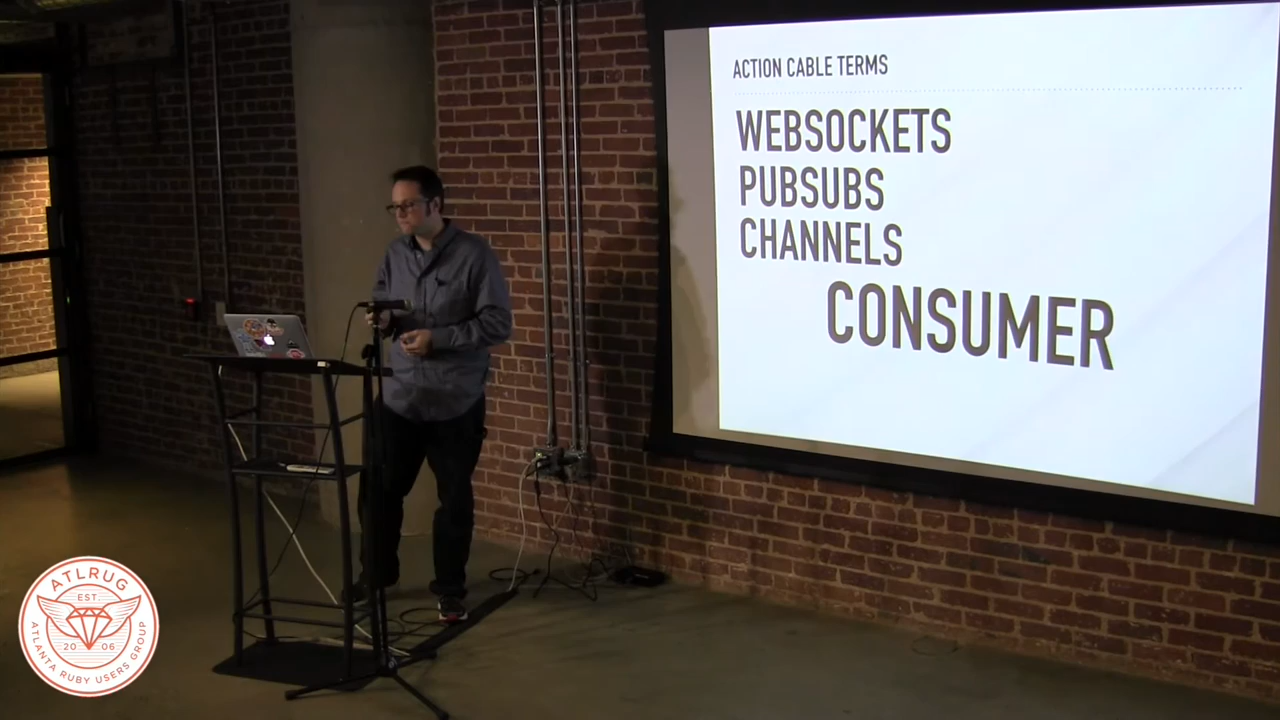 ACTION CABLE TERMS
WEBSOCKETS
PUBSUBS
CHANNELS
CONSUMER
ATLRUG
EST.
20 06
ATLANTA RUBY USERS GROUP